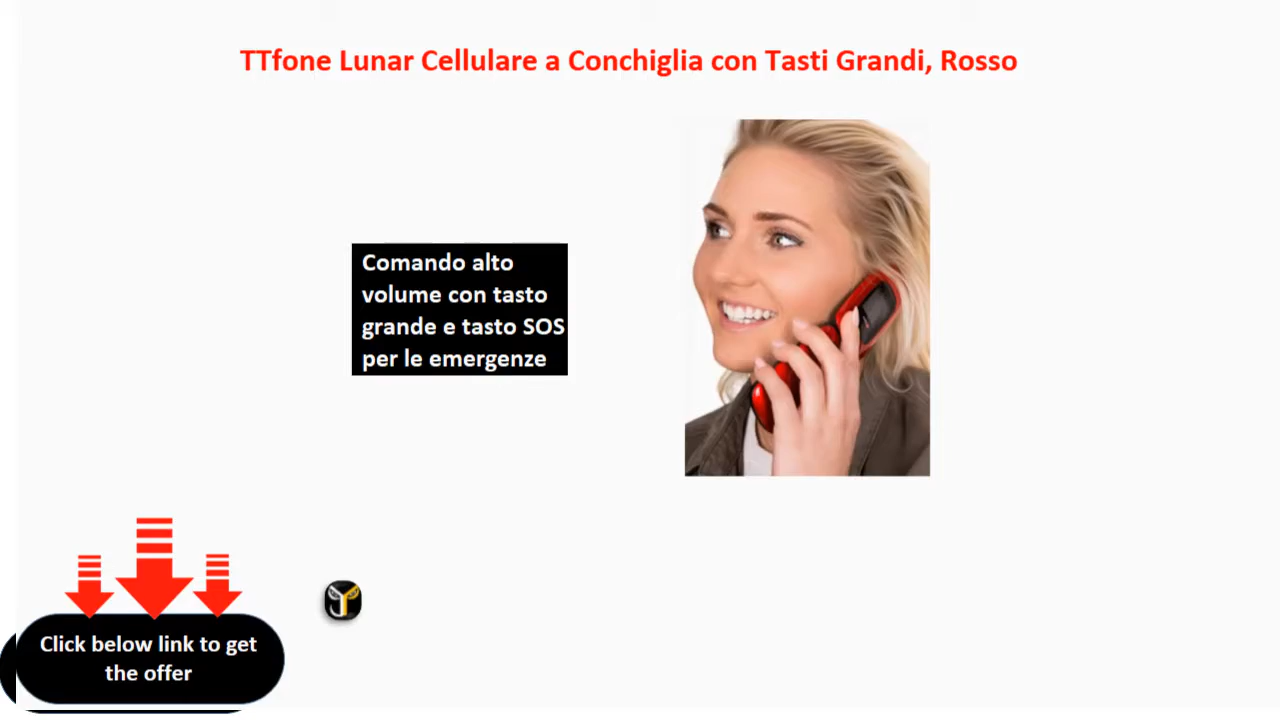 TTfone Lunar Cellulare a Conchiglia con Tasti Grandi, Rosso
Comando alto
volume con tasto
grande e tasto SOS
per le emergenze
Click below link to get
the offer